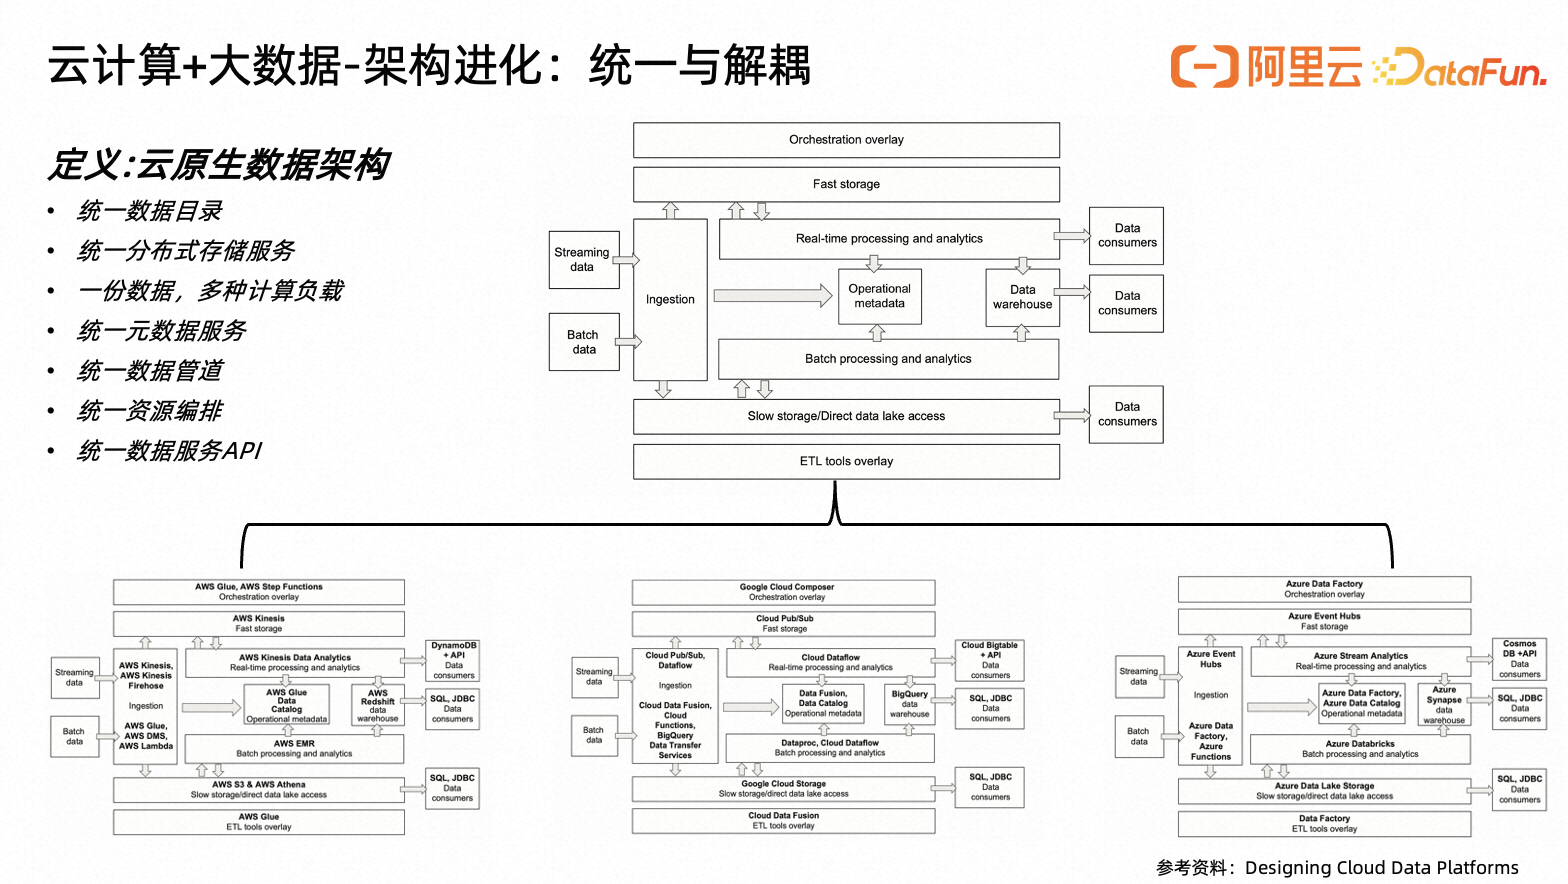 云计算+大数据-架构进化：统一与解耦
阿里云
DataFun.
定义:云原生数据架构
• 统一数据目录
• 统一分布式存储服务
• 一份数据，多种计算负载
• 统一元数据服务
• 统一数据管道
• 统一资源编排
• 统一数据服务API
Orchestration overlay
Fast storage
Streaming
data
Batch
data
Ingestion
Real-time processing and analytics
Operational
metadata
Data
warehouse
Batch processing and analytics
Data
consumers
Data
consumers
Slow storage/Direct data lake access
Data
consumers
ETL tools overlay
AWS Glue, AWS Step Functions
Orchestration overlay
AWS Kinesis
Fast storage
Streaming
data
Batch
data
AWS Kinesis,
AWS Kinesis
Firehose
Ingestion
AWS Glue,
AWS DMS,
AWS Lambda
AWS Kinesis Data Analytics
Real-time processing and analytics
AWS Glue
Data
Catalog
Operational metadata
AWS
Redshift
data
warehouse
AWS EMR
Batch processing and analytics
DynamoDB
+ API
Data
consumers
SQL, JDBC
Data
consumers
AWS S3 & AWS Athena
Slow storage/direct data lake access
SQL, JDBC
Data
consumers
AWS Glue
ETL tools overlay
Google Cloud Composer
Orchestration overlay
Cloud Pub/Sub
Fast storage
Streaming
data
Batch
data
Cloud Pub/Sub,
Dataflow
Ingestion
Cloud Data Fusion,
Cloud
Functions,
BigQuery
Data Transfer
Services
Cloud Dataflow
Real-time processing and analytics
Data Fusion,
Data Catalog
Operational metadata
BigQuery
data
warehouse
Dataproc, Cloud Dataflow
Batch processing and analytics
Cloud Bigtable
+ API
Data
consumers
SQL, JDBC
Data
consumers
Google Cloud Storage
Slow storage/direct data lake access
SQL, JDBC
Data
consumers
Cloud Data Fusion
ETL tools overlay
Azure Data Factory
Orchestration overlay
Azure Event Hubs
Fast storage
Streaming
data
Batch
data
Azure Event
Hubs
Ingestion
Azure Data
Factory,
Azure
Functions
Azure Stream Analytics
Real-time processing and analytics
Azure Data Factory,
Azure Data Catalog
Operational metadata
Azure
Synapse
data
warehouse
Azure Databricks
Batch processing and analytics
Cosmos
DB +API
Data
consumers
SQL, JDBC
Data
consumers
Azure Data Lake Storage
Slow storage/direct data lake access
SQL, JDBC
Data
consumers
Data Factory
ETL tools overlay
参考资料：Designing Cloud Data Platforms